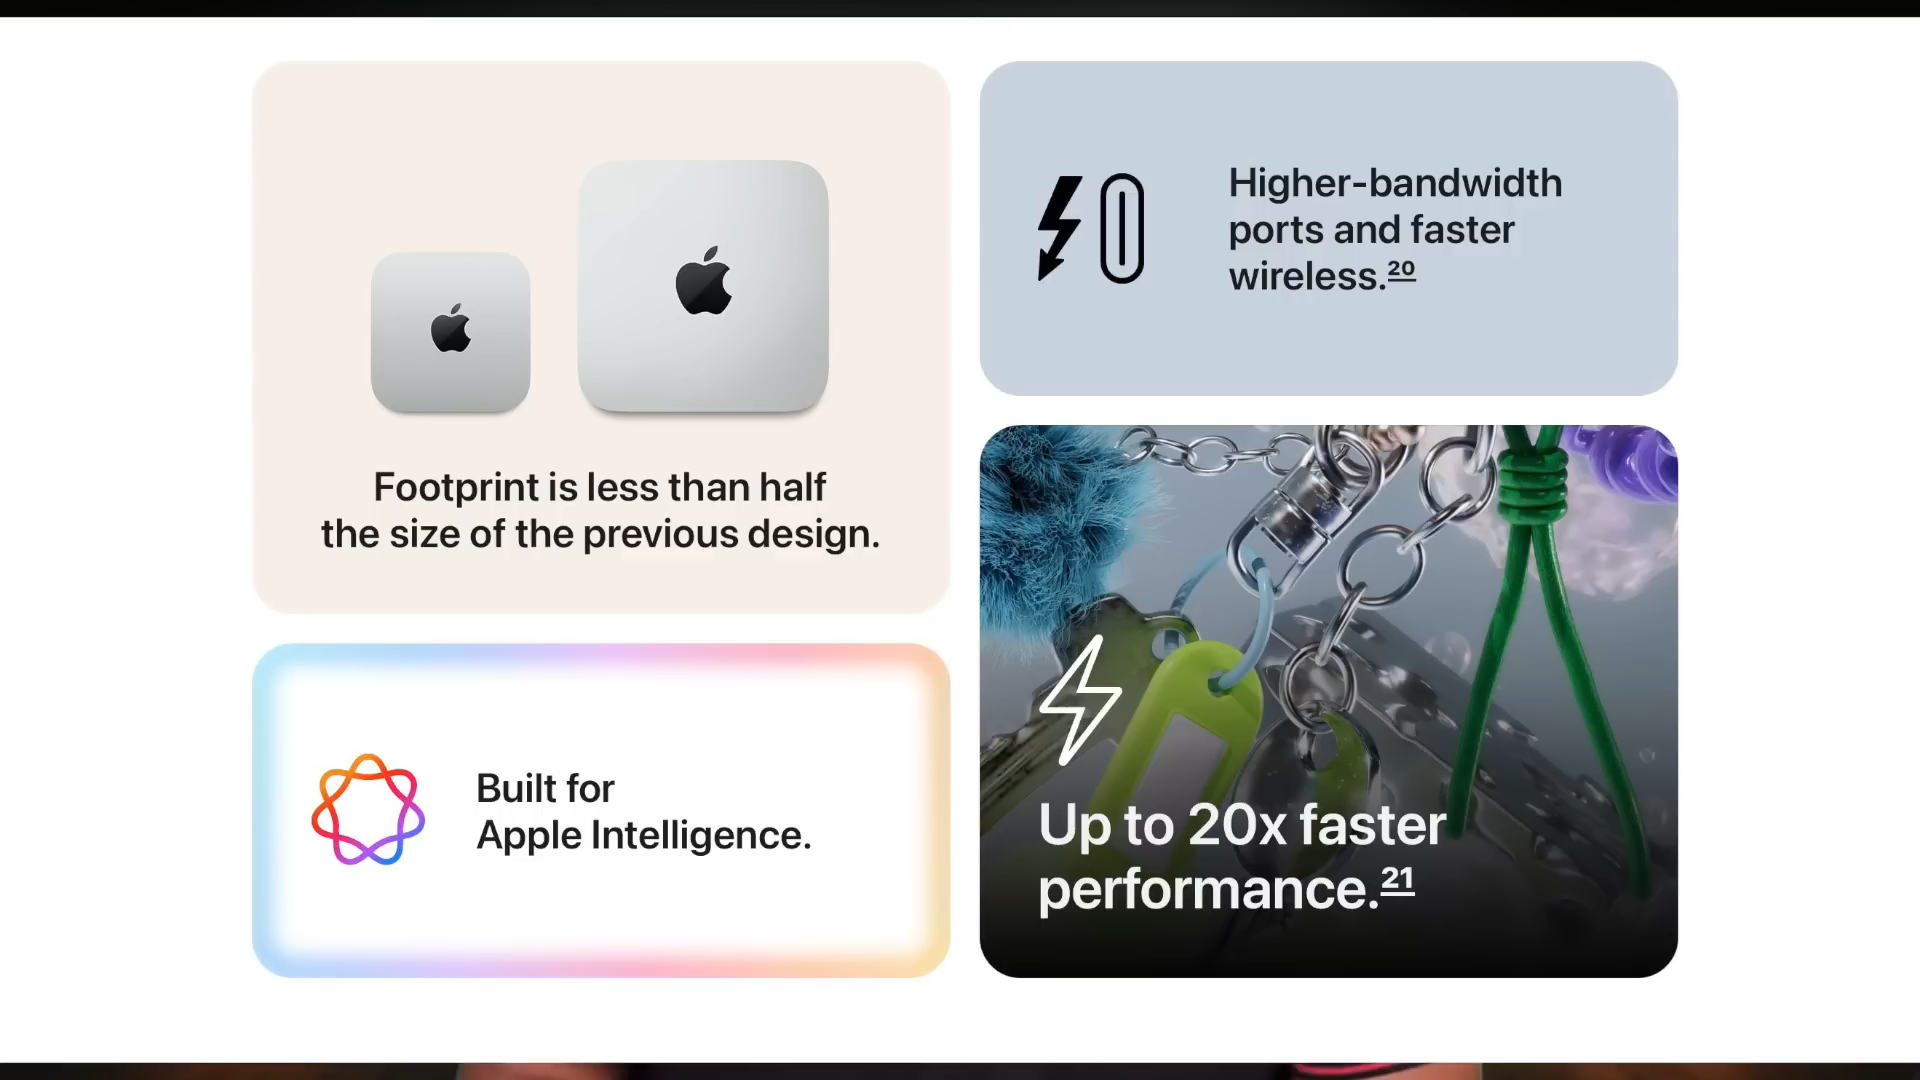 Footprint is less than half
the size of the previous design.
Higher-bandwidth
ports and faster
wireless.20
Built for
Apple Intelligence.
Up to 20x faster
performance.21